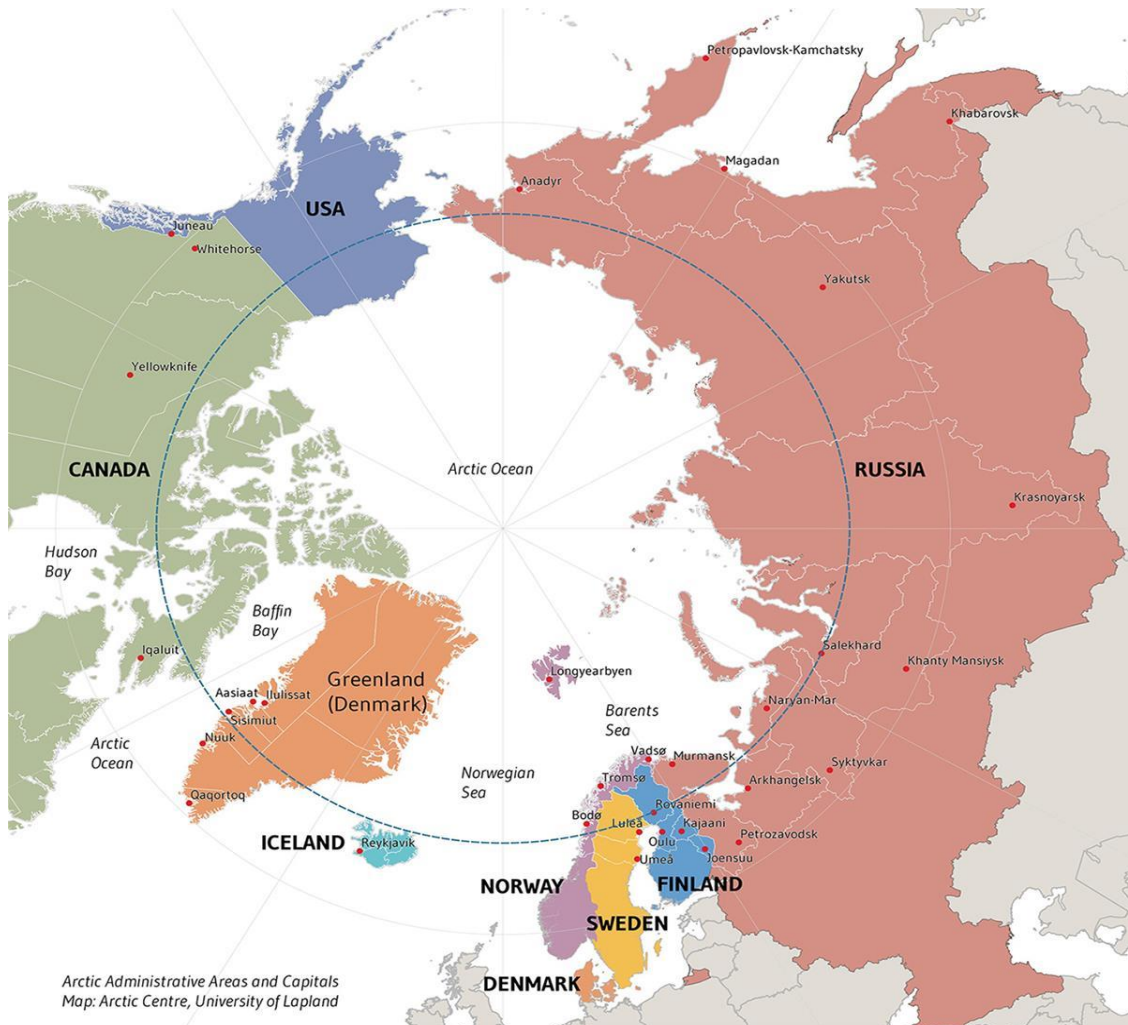 Petropavlovsk-Kamchatsky
Khabarovsk
Magadan
Anadyr
USA
Juneau
Whitehorse
Yakutsk
Yellowknife
CANADA
Arctic Ocean
RUSSIA
Krasnoyarsk
Hudson
Bay
Baffin
Bay
Iqaluit
Salekhard
Khanty Mansiysk
Longyearbyen
Greenland
(Denmark)
Aasiaat
Ilulissat
Sisimiut
Naryan-Mar
Barents
Sea
Nuuk
Arctic
Ocean
Vadsø
Murmansk
Syktyvkar
Norwegian
Sea
Tromsø
Arkhangelsk
Qaqortoq
Rovaniemi
Bodø
Luleå
Kajaani
Oulu
Petrozavodsk
ICELAND
Reykjavik
Umeå
Joensuu
NORWAY
FINLAND
SWEDEN
DENMARK
Arctic Administrative Areas and Capitals
Map: Arctic Centre, University of Lapland